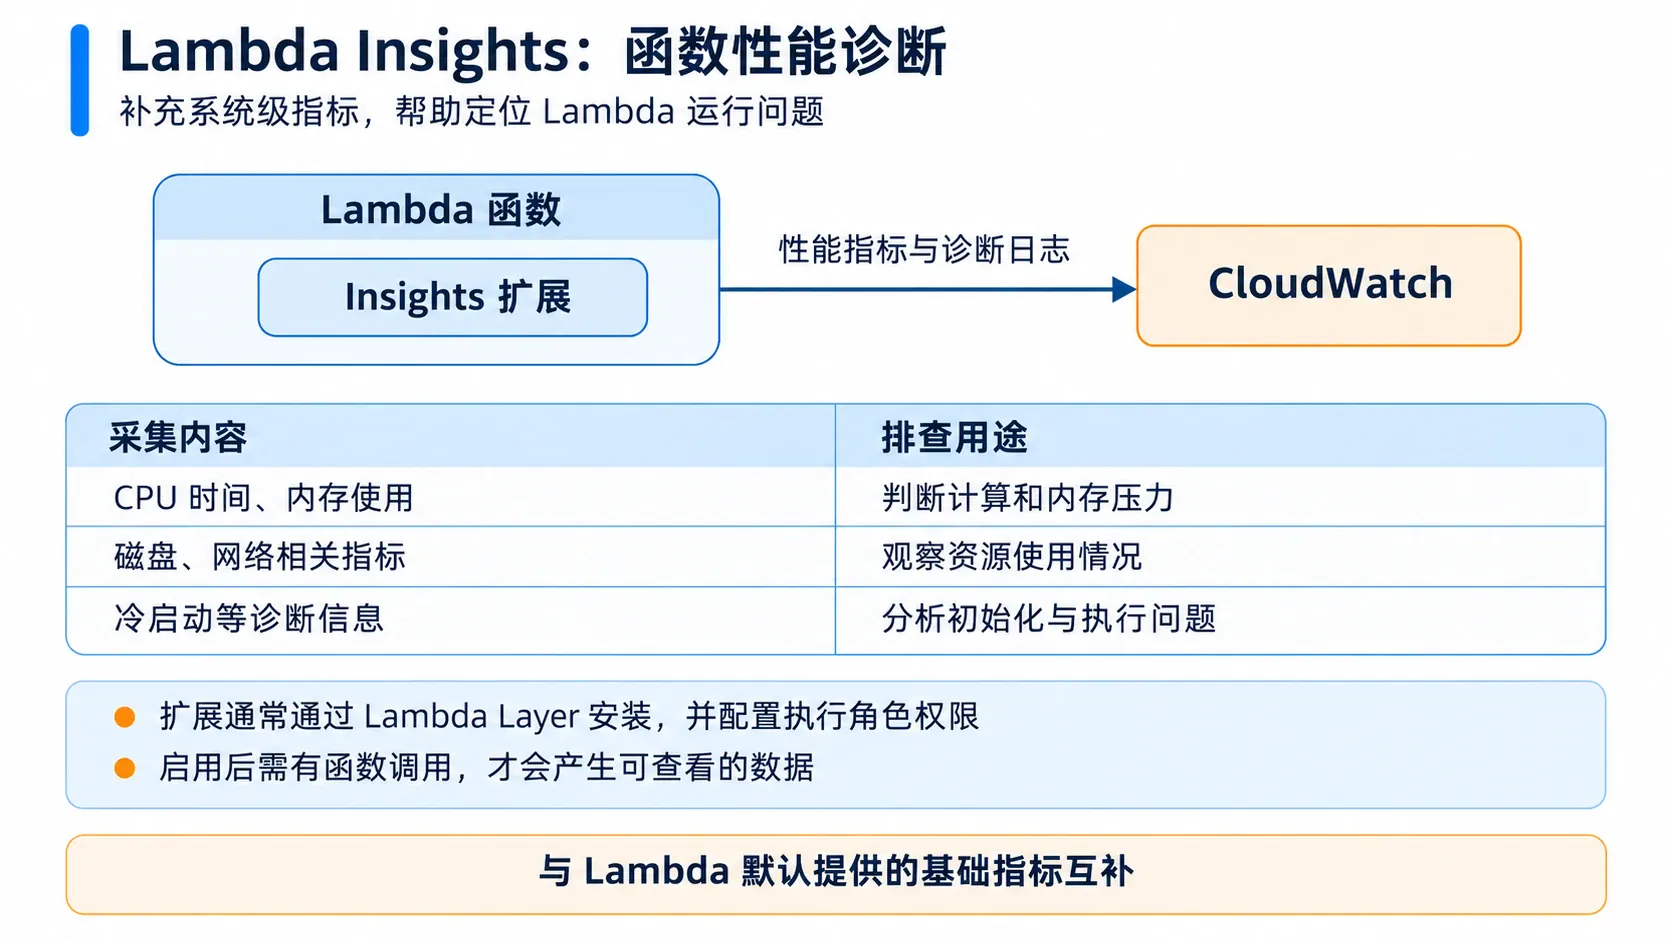 Lambda Insights：函数性能诊断
补充系统级指标，帮助定位 Lambda 运行问题
Lambda 函数
Insights 扩展
性能指标与诊断日志
CloudWatch
采集内容
排查用途
CPU 时间、内存使用
判断计算和内存压力
磁盘、网络相关指标
观察资源使用情况
冷启动等诊断信息
分析初始化与执行问题
扩展通常通过 Lambda Layer 安装，并配置执行角色权限
启用后需有函数调用，才会产生可查看的数据
与 Lambda 默认提供的基础指标互补